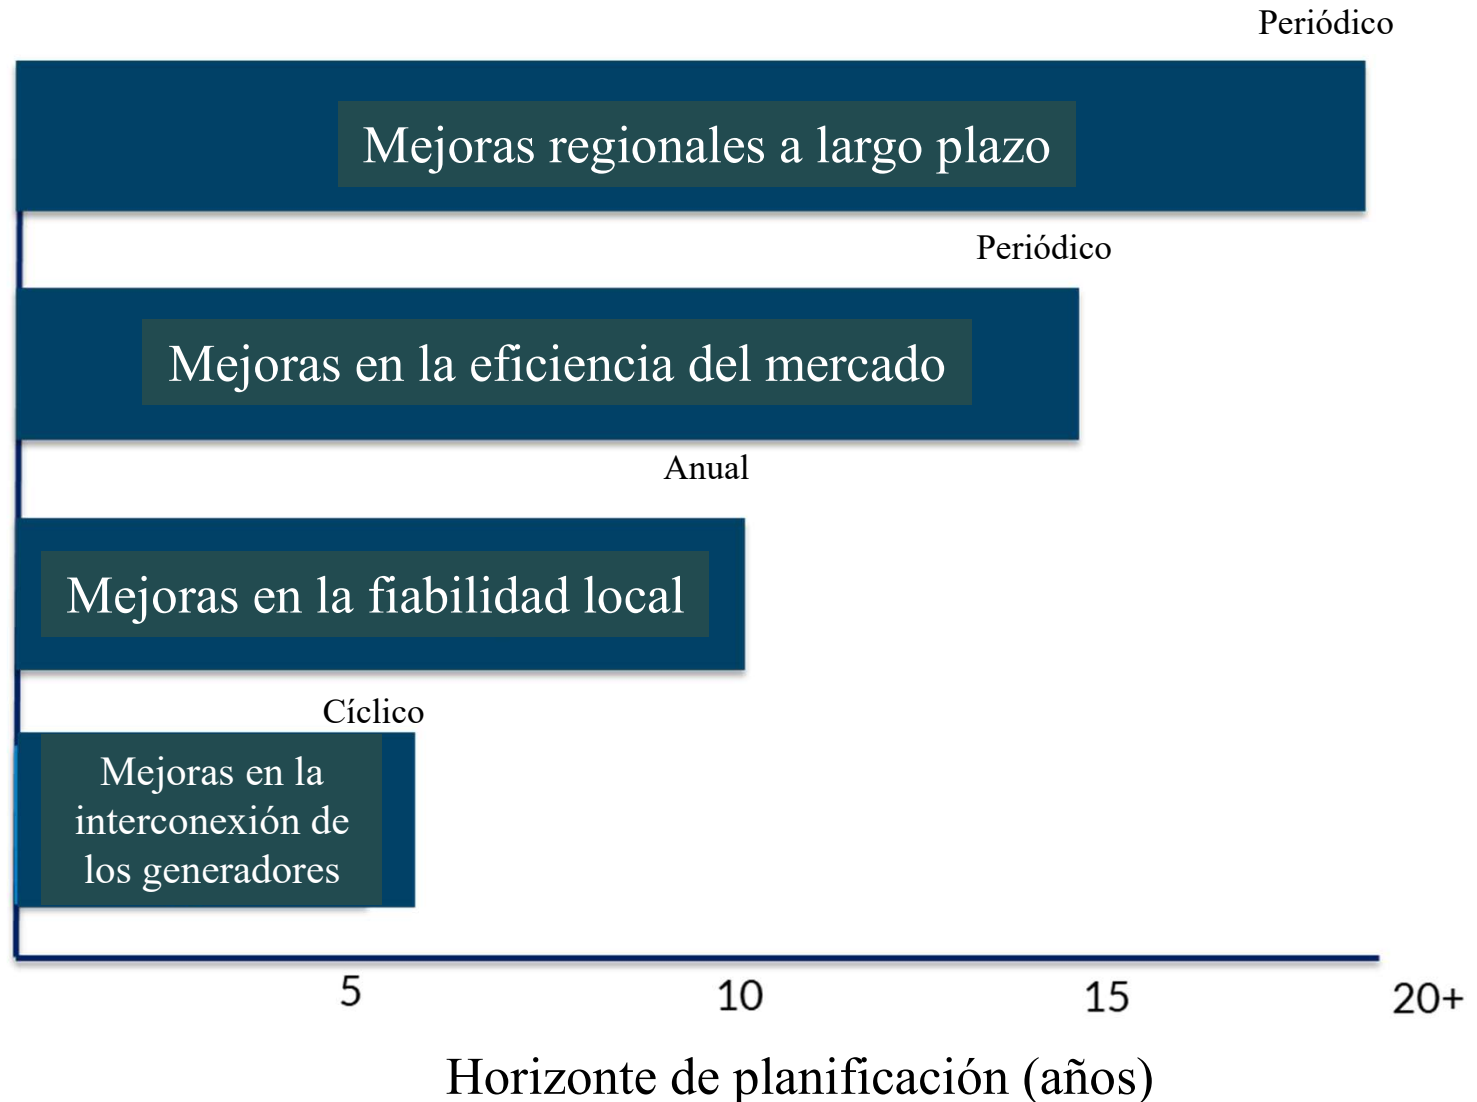 Periódico
Mejoras regionales a largo plazo
Periódico
Mejoras en la eficiencia del mercado
Anual
Mejoras en la fiabilidad local
Cíclico
Mejoras en la
interconexión de
los generadores
5 10 15 20+
Horizonte de planificación (años)